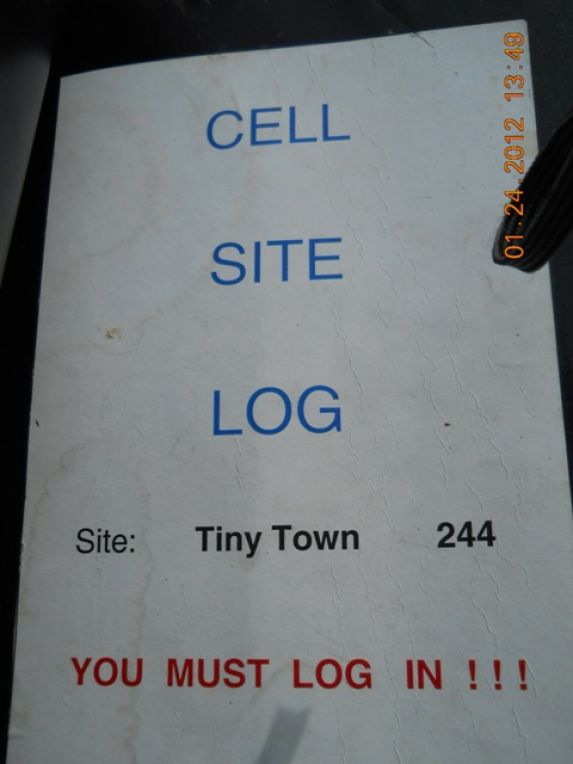 CELL
SITE
LOG
Site: Tiny Town 244
YOU MUST LOG IN !!!
01.24.2012 13:49